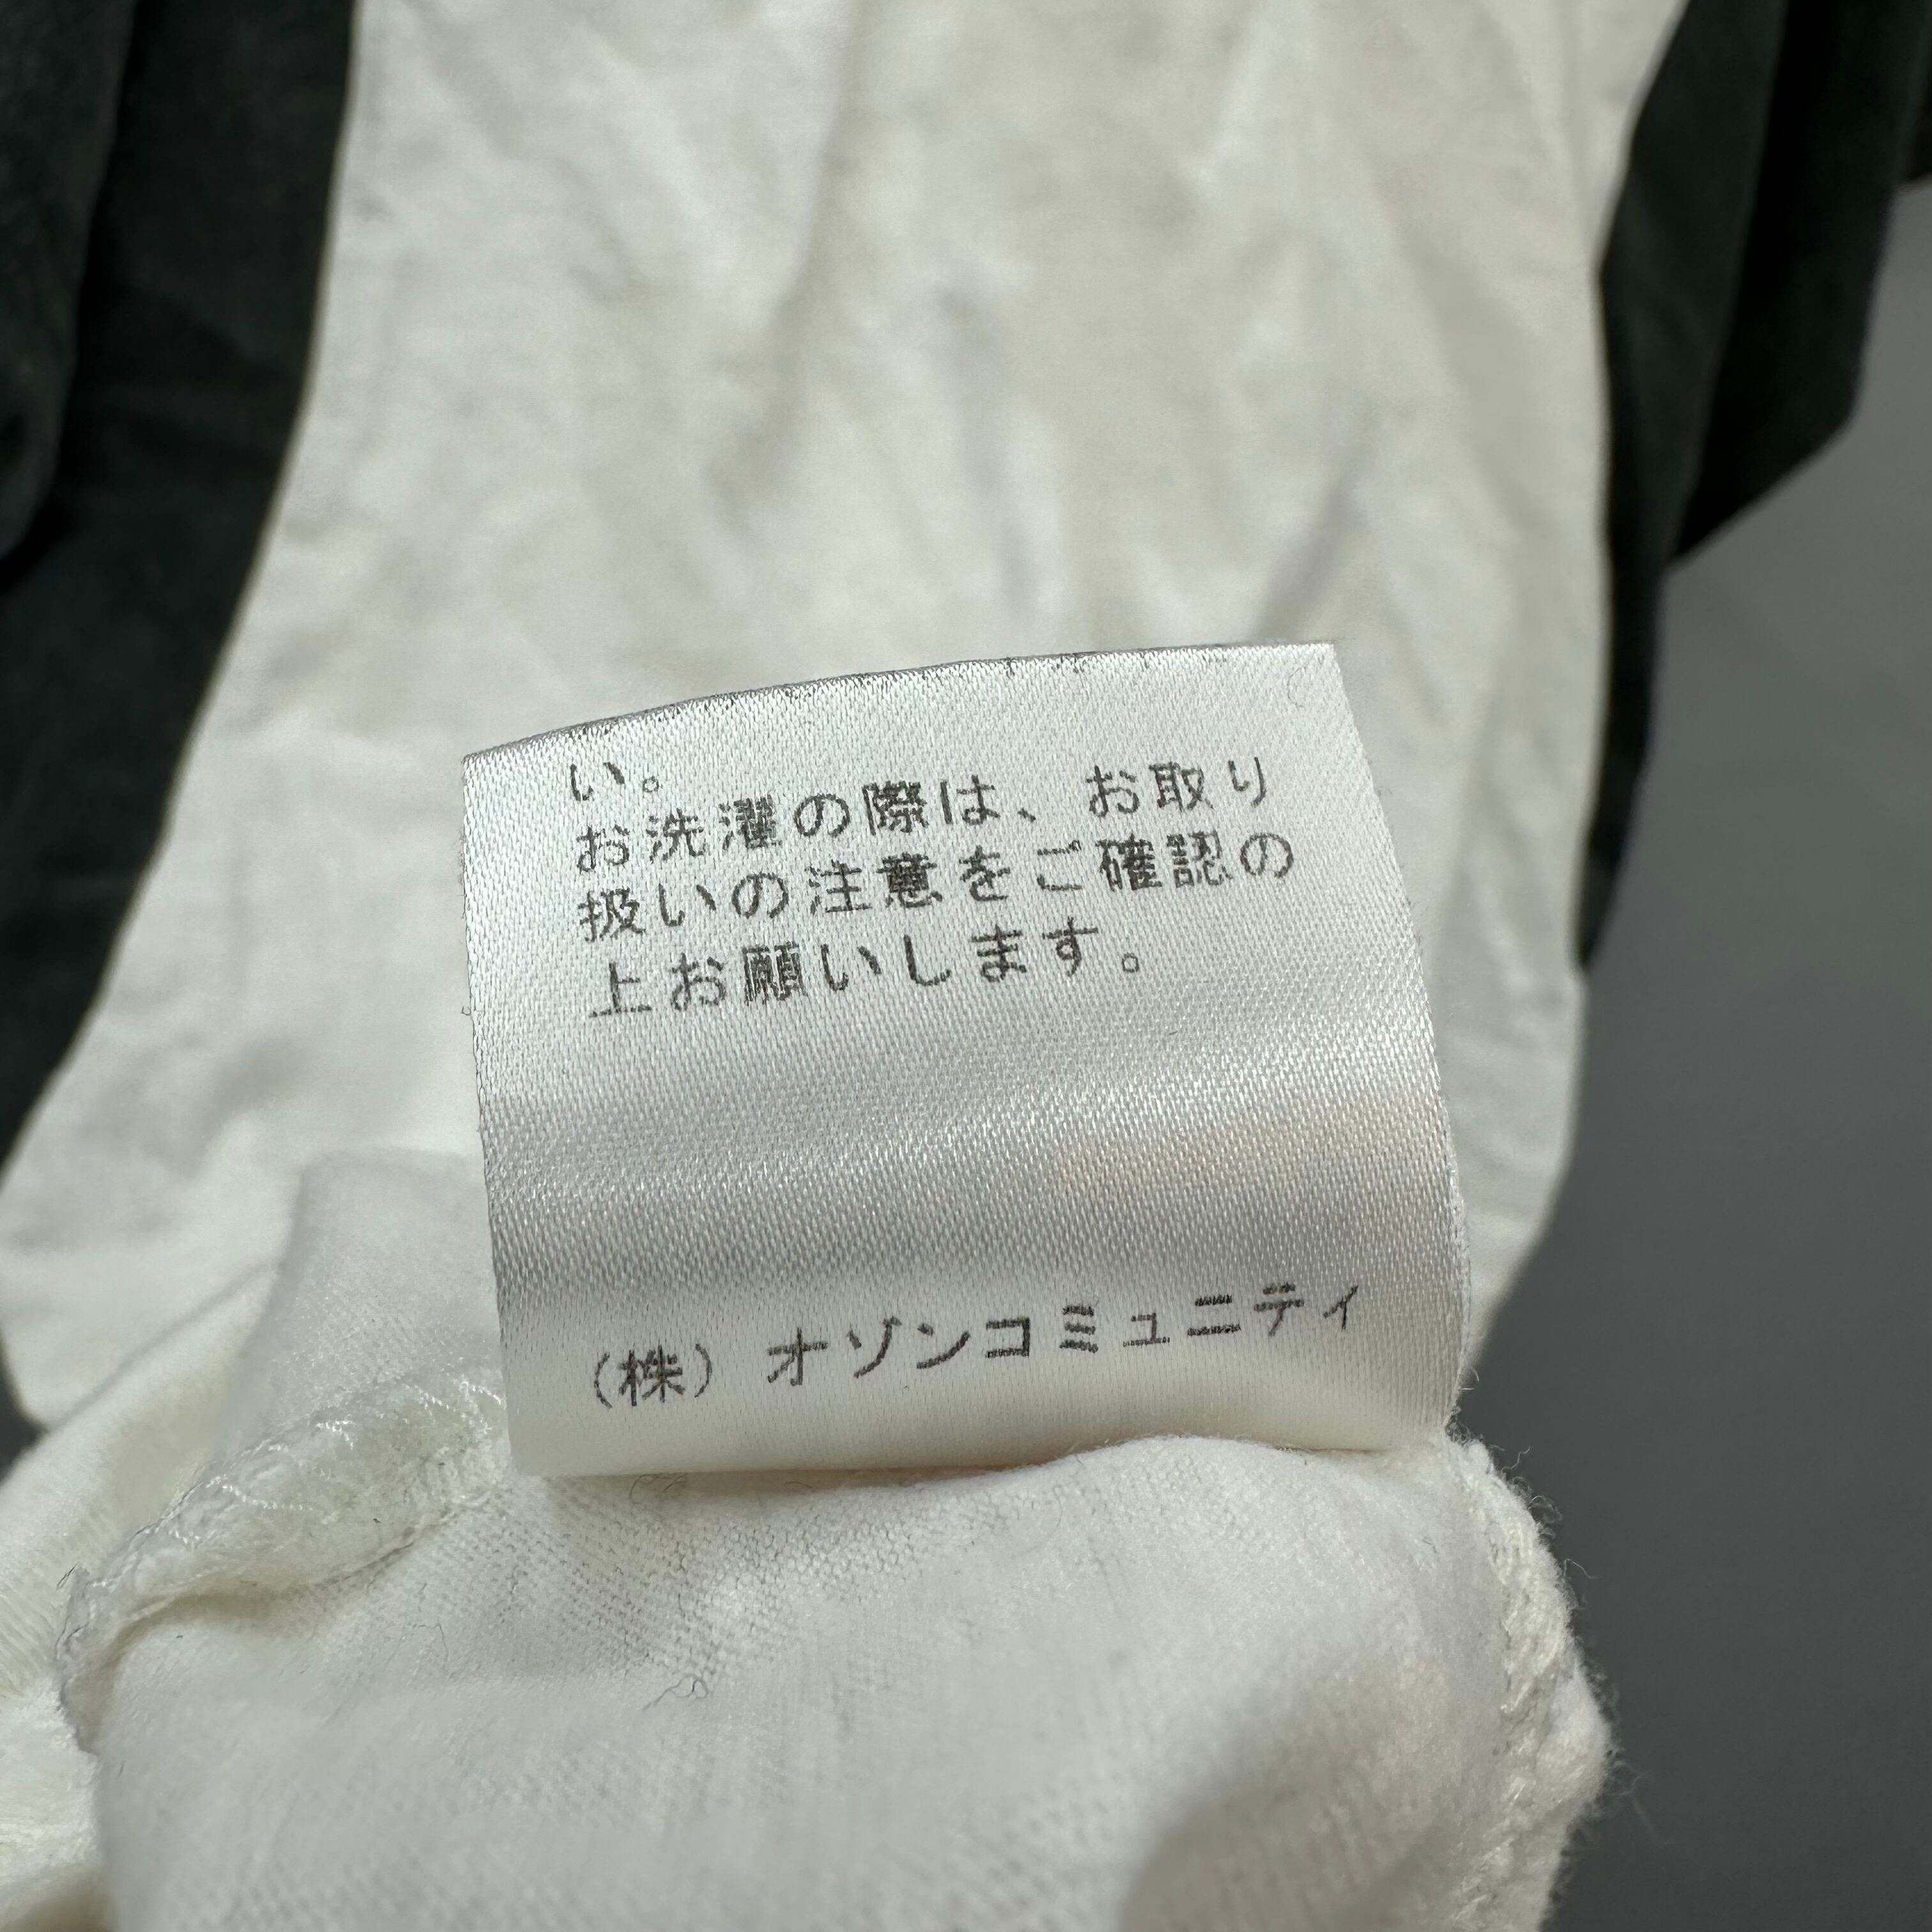 い。
お洗濯の際は、お取り
扱いの注意をご確認の
上お願いします。
(株) オゾンコミュニティ